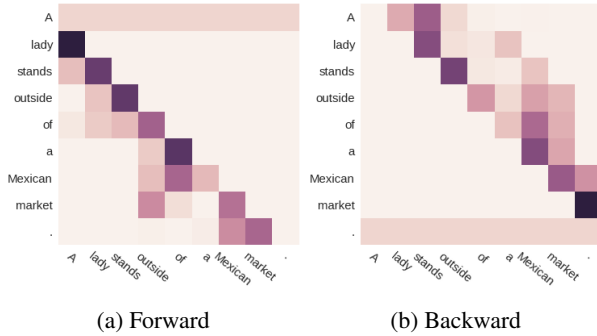 A
lady
stands
outside
of
a
Mexican
market
.
A lady stands outside of a Mexican market .
(a) Forward
A
lady
stands
outside
of
a
Mexican
market
.
A lady stands outside of a Mexican market .
(b) Backward